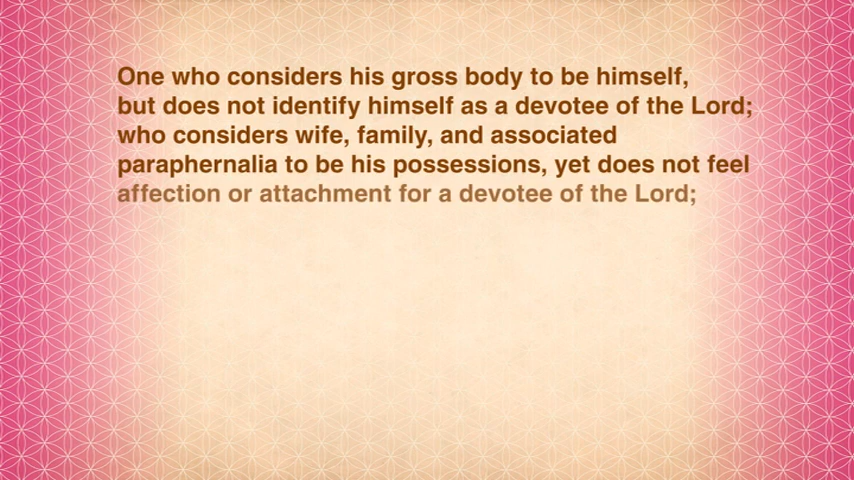 One who considers his gross body to be himself,
but does not identify himself as a devotee of the Lord;
who considers wife, family, and associated
paraphernalia to be his possessions, yet does not feel
affection or attachment for a devotee of the Lord;